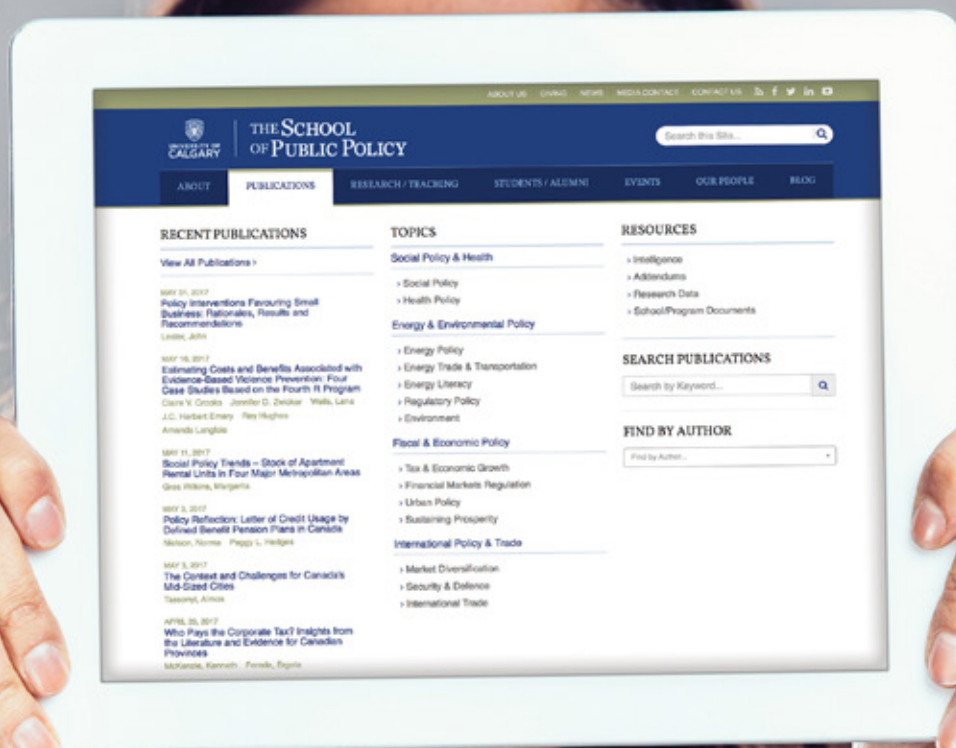 ABOUT US GIVING NEWS MEDIA CONTACT CONTACT US
UNIVERSITY OF
CALGARY
THE SCHOOL
OF PUBLIC POLICY
Search this Site...
ABOUT PUBLICATIONS RESEARCH / TEACHING STUDENTS / ALUMNI EVENTS OUR PEOPLE BLOG
RECENT PUBLICATIONS
View All Publications ›
MAY 31, 2017
Policy Interventions Favouring Small
Business: Rationales, Results and
Recommendations
Lester, John
MAY 16, 2017
Estimating Costs and Benefits Associated with
Evidence-Based Violence Prevention: Four
Case Studies Based on the Fourth R Program
Claire V. Crooks Jennifer D. Zwicker Wells, Lana
J.C. Herbert Emery Ray Hughes
Amanda Langlois
MAY 11, 2017
Social Policy Trends – Stock of Apartment
Rental Units in Four Major Metropolitan Areas
Wilkins, Margarita
MAY 3, 2017
Policy Reflection: Letter of Credit Usage by
Defined Benefit Pension Plans in Canada
Nielson, Norma Peggy L. Hedges
MAY 3, 2017
The Context and Challenges for Canada's
Mid-Sized Cities
Tassonyi, Almos
APRIL 20, 2017
Who Pays the Corporate Tax? Insights from
the Literature and Evidence for Canadian
Provinces
McKenzie, Kenneth Ferede, Ergete
TOPICS
Social Policy & Health
› Social Policy
› Health Policy
Energy & Environmental Policy
› Energy Policy
› Energy Trade & Transportation
› Energy Literacy
› Regulatory Policy
› Environment
Fiscal & Economic Policy
› Tax & Economic Growth
› Financial Markets Regulation
› Urban Policy
› Sustaining Prosperity
International Policy & Trade
› Market Diversification
› Security & Defence
› International Trade
RESOURCES
› Intelligence
› Addendums
› Research Data
› School/Program Documents
SEARCH PUBLICATIONS
Search by Keyword...
FIND BY AUTHOR
Find by Author...